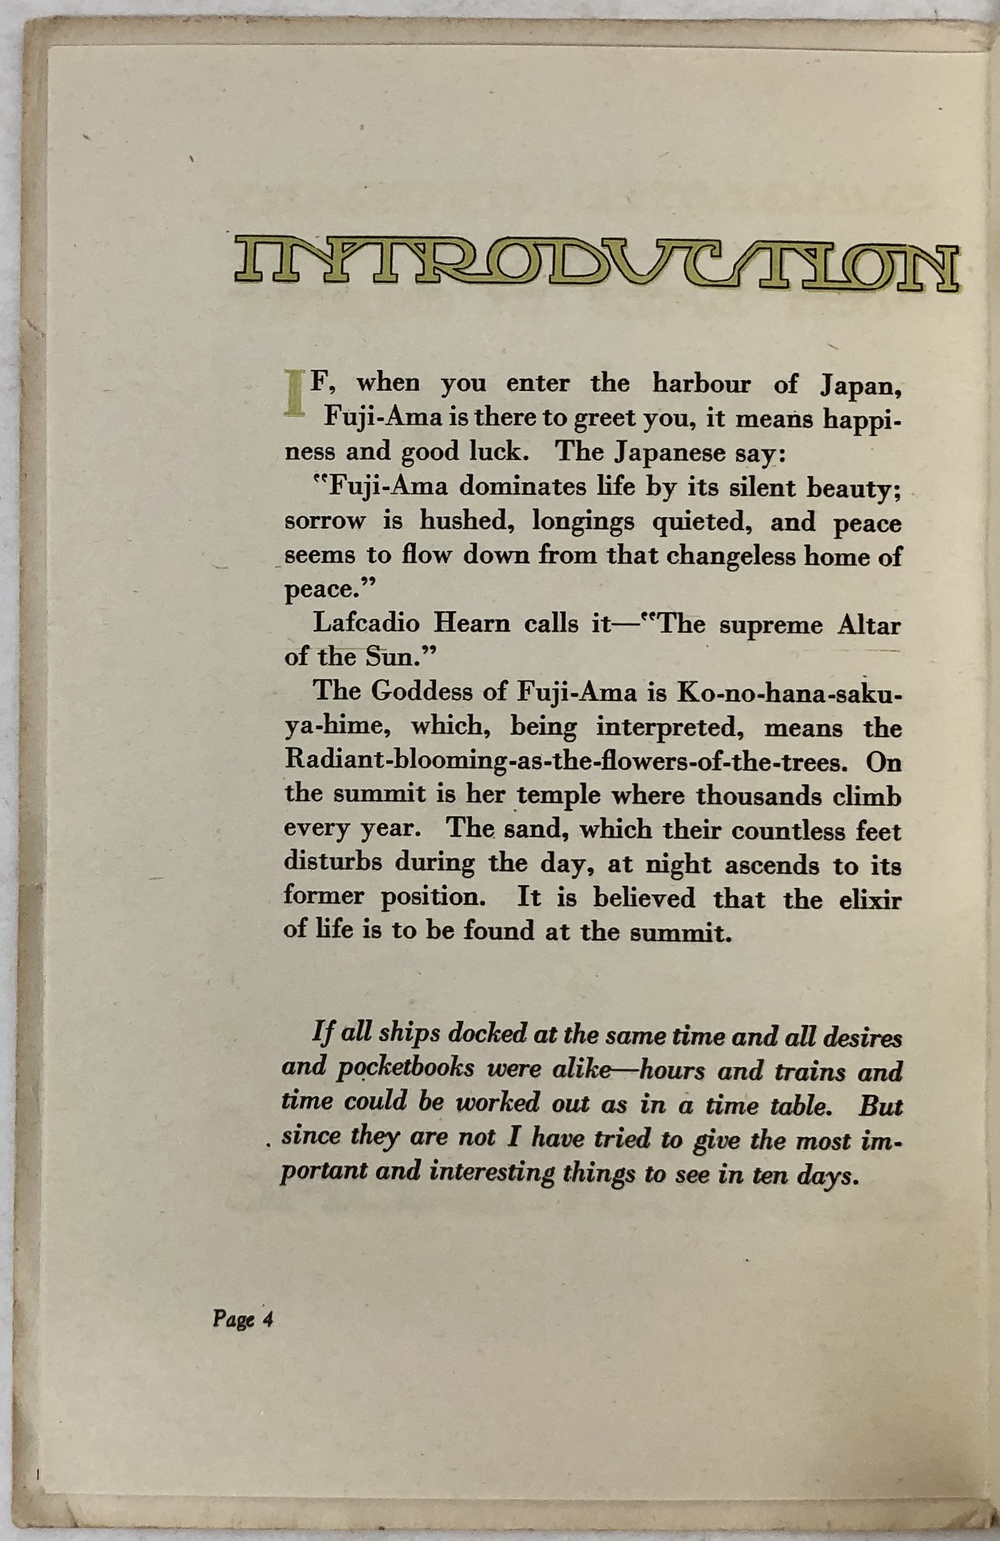 INTRODUCTION
IF, when you enter the harbour of Japan,
Fuji-Ama is there to greet you, it means happi-
ness and good luck. The Japanese say:
"Fuji-Ama dominates life by its silent beauty;
sorrow is hushed, longings quieted, and peace
seems to flow down from that changeless home of
peace."
Lafcadio Hearn calls it—"The supreme Altar
of the Sun."
The Goddess of Fuji-Ama is Ko-no-hana-saku-
ya-hime, which, being interpreted, means the
Radiant-blooming-as-the-flowers-of-the-trees. On
the summit is her temple where thousands climb
every year. The sand, which their countless feet
disturbs during the day, at night ascends to its
former position. It is believed that the elixir
of life is to be found at the summit.
If all ships docked at the same time and all desires
and pocketbooks were alike—hours and trains and
time could be worked out as in a time table. But
since they are not I have tried to give the most im-
portant and interesting things to see in ten days.
Page 4